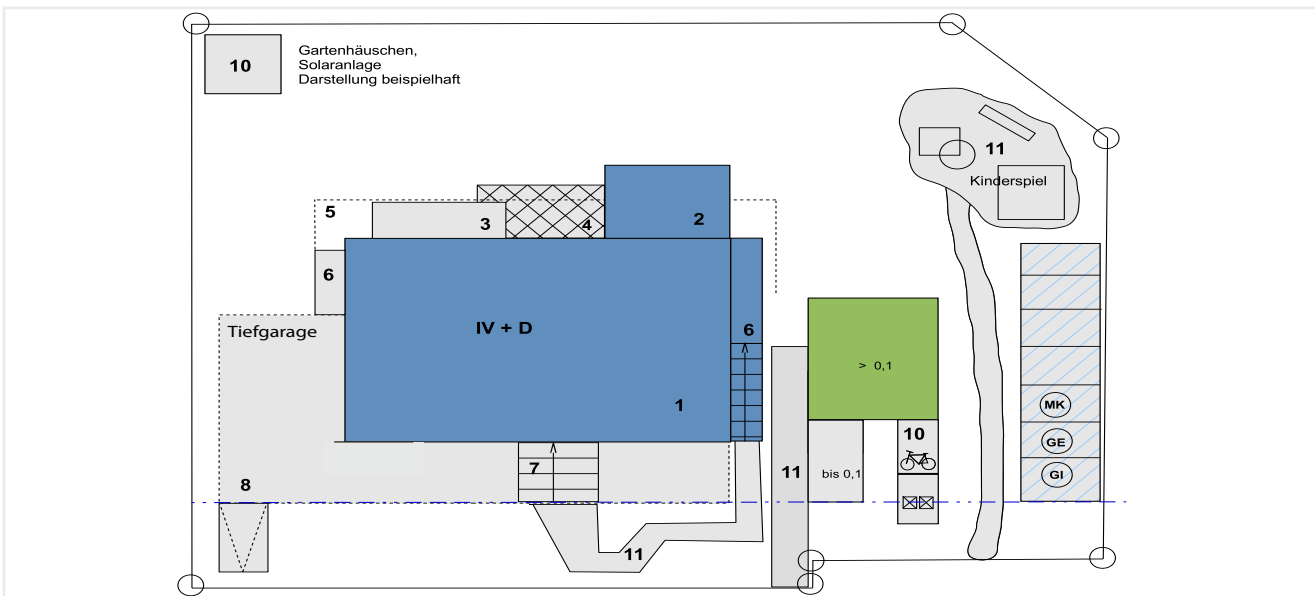 10
Gartenhäuschen,
Solaranlage
Darstellung beispielhaft
11
Kinderspiel
5
3
4
2
6
Tiefgarage
IV + D
6
1
> 0,1
MK
10
GE
7
11
bis 0,1
GI
8
11